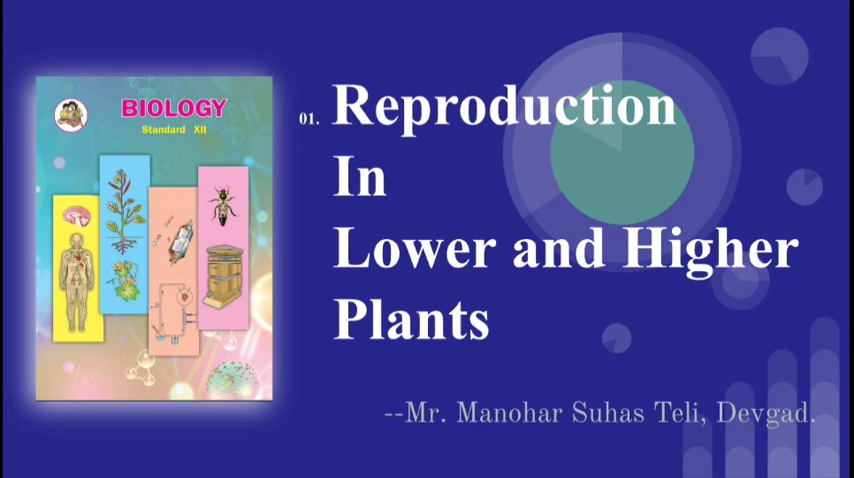 BIOLOGY
Standard XII
01. Reproduction
In
Lower and Higher
Plants
--Mr. Manohar Suhas Teli, Devgad.